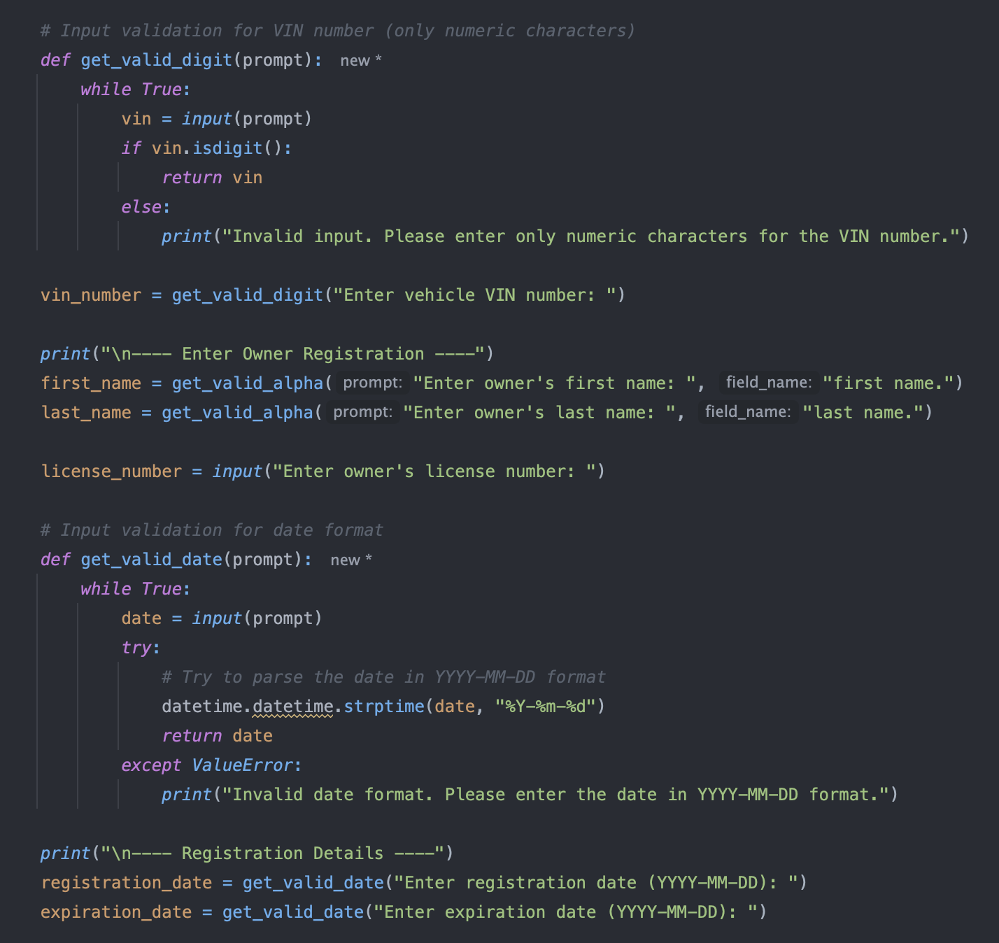 # Input validation for VIN number (only numeric characters)
def get_valid_digit(prompt): new *
    while True:
        vin = input(prompt)
        if vin.isdigit():
            return vin
        else:
            print("Invalid input. Please enter only numeric characters for the VIN number.")
vin_number = get_valid_digit("Enter vehicle VIN number: ")
print("\n---- Enter Owner Registration ----")
first_name = get_valid_alpha( prompt: "Enter owner's first name: ", field_name: "first name.")
last_name = get_valid_alpha( prompt: "Enter owner's last name: ", field_name: "last name.")
license_number = input("Enter owner's license number: ")
# Input validation for date format
def get_valid_date(prompt): new *
    while True:
        date = input(prompt)
        try:
            # Try to parse the date in YYYY-MM-DD format
            datetime.datetime.strptime(date, "%Y-%m-%d")
            return date
        except ValueError:
            print("Invalid date format. Please enter the date in YYYY-MM-DD format.")
print("\n---- Registration Details ----")
registration_date = get_valid_date("Enter registration date (YYYY-MM-DD): ")
expiration_date = get_valid_date("Enter expiration date (YYYY-MM-DD): ")